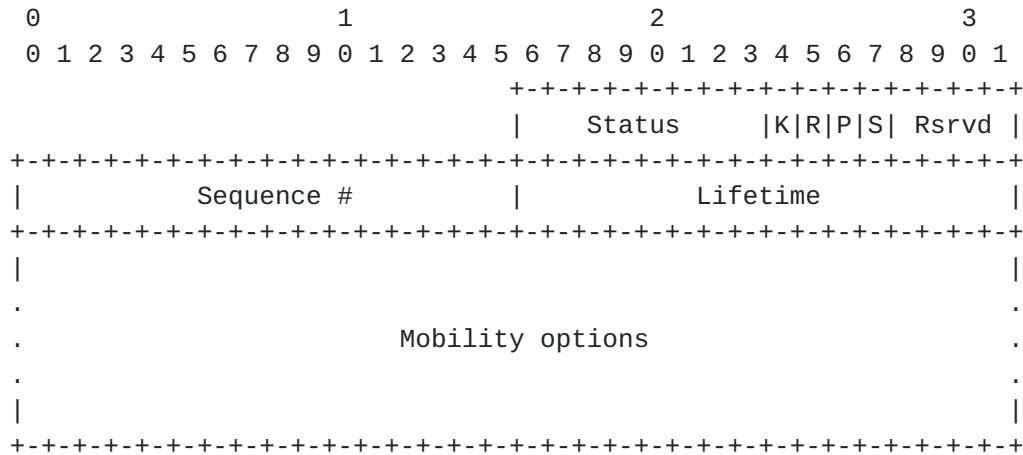 0                   1                   2                   3
 0 1 2 3 4 5 6 7 8 9 0 1 2 3 4 5 6 7 8 9 0 1 2 3 4 5 6 7 8 9 0 1
                                +-+-+-+-+-+-+-+-+-+-+-+-+-+-+-+-+
                                |    Status     |K|R|P|S| Rsrvd |
+-+-+-+-+-+-+-+-+-+-+-+-+-+-+-+-+-+-+-+-+-+-+-+-+-+-+-+-+-+-+-+-+
|           Sequence #          |           Lifetime            |
+-+-+-+-+-+-+-+-+-+-+-+-+-+-+-+-+-+-+-+-+-+-+-+-+-+-+-+-+-+-+-+-+
|                                                               |
.                                                               .
.                        Mobility options                       .
.                                                               .
|                                                               |
+-+-+-+-+-+-+-+-+-+-+-+-+-+-+-+-+-+-+-+-+-+-+-+-+-+-+-+-+-+-+-+-+